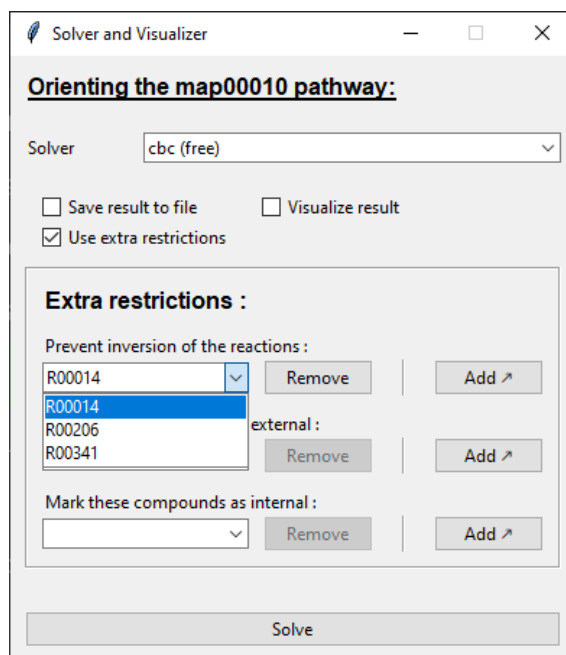 Solver and Visualizer
Orienting the map00010 pathway:
Solver cbc (free)
Save result to file Visualize result
Use extra restrictions
Extra restrictions :
Prevent inversion of the reactions :
R00014 Remove Add ↗
R00014
R00206 external :
R00341 Remove Add ↗
Mark these compounds as internal :
Remove Add ↗
Solve